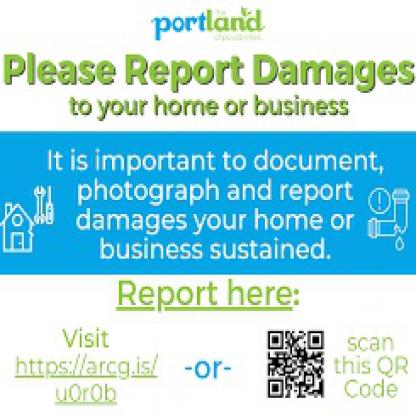 the
portland
of possibilities.
Please Report Damages
to your home or business
It is important to document,
photograph and report
damages your home or
business sustained.
Report here:
Visit
https://arcg.is/
u0r0b
-or-
scan
this QR
Code